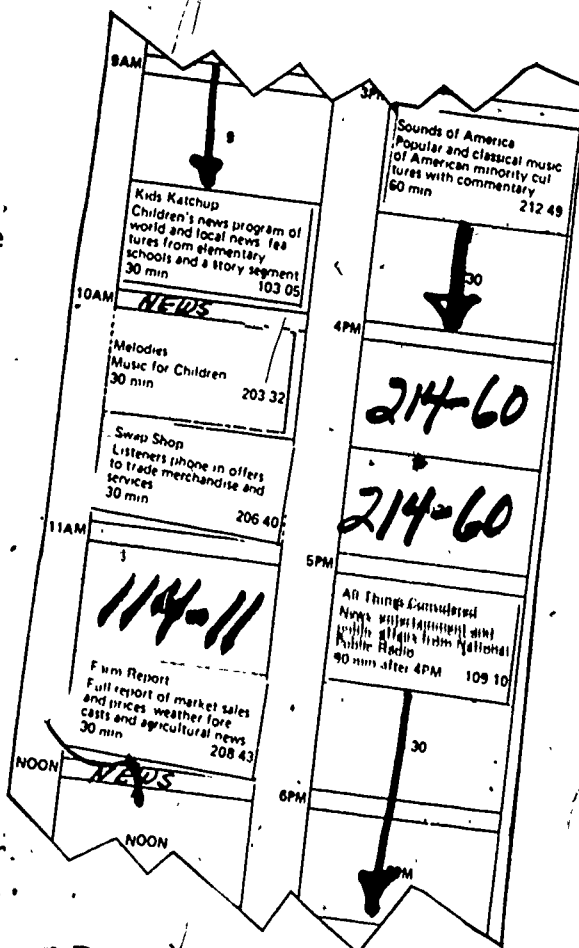 9AM
9
Kids Katchup
Children's news program of
world and local news fea
tures from elementary
schools and a story segment
30 min 103 05
10AM
NEWS
Melodies
Music for Children
30 min 203 32
Swap Shop
Listeners phone in offers
to trade merchandise and
services
30 min 206 40
11AM
114-11
Farm Report
Full report of market sales
and prices weather fore
casts and agricultural news
30 min 208 43
NOON
NEWS
NOON
3PM
Sounds of America
Popular and classical music
of American minority cul
tures with commentary
60 min 212 49
30
4PM
214-60
214-60
5PM
All Things Considered
News entertainment and
public affairs from National
Public Radio
90 min after 4PM 109 10
30
6PM